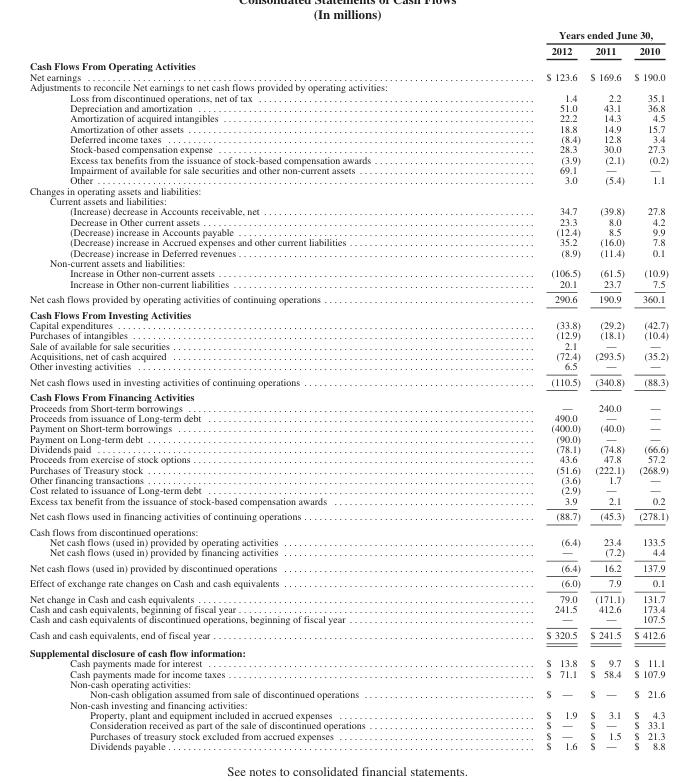 Consolidated Statements of Cash Flows
(In millions)
Years ended June 30,
2012 2011 2010
Cash Flows From Operating Activities
Net earnings $ 123.6 $ 169.6 $ 190.0
Adjustments to reconcile Net earnings to net cash flows provided by operating activities:
Loss from discontinued operations, net of tax 1.4 2.2 35.1
Depreciation and amortization 51.0 43.1 36.8
Amortization of acquired intangibles 22.2 14.3 4.5
Amortization of other assets 18.8 14.9 15.7
Deferred income taxes (8.4) 12.8 3.4
Stock-based compensation expense 28.3 30.0 27.3
Excess tax benefits from the issuance of stock-based compensation awards (3.9) (2.1) (0.2)
Impairment of available for sale securities and other non-current assets 69.1 — —
Other 3.0 (5.4) 1.1
Changes in operating assets and liabilities:
Current assets and liabilities:
(Increase) decrease in Accounts receivable, net 34.7 (39.8) 27.8
Decrease in Other current assets 23.3 8.0 4.2
(Decrease) increase in Accounts payable (12.4) 8.5 9.9
(Decrease) increase in Accrued expenses and other current liabilities 35.2 (16.0) 7.8
(Decrease) increase in Deferred revenues (8.9) (11.4) 0.1
Non-current assets and liabilities:
Increase in Other non-current assets (106.5) (61.5) (10.9)
Increase in Other non-current liabilities 20.1 23.7 7.5
Net cash flows provided by operating activities of continuing operations 290.6 190.9 360.1
Cash Flows From Investing Activities
Capital expenditures (33.8) (29.2) (42.7)
Purchases of intangibles (12.9) (18.1) (10.4)
Sale of available for sale securities 2.1 — —
Acquisitions, net of cash acquired (72.4) (293.5) (35.2)
Other investing activities 6.5 — —
Net cash flows used in investing activities of continuing operations (110.5) (340.8) (88.3)
Cash Flows From Financing Activities
Proceeds from Short-term borrowings — 240.0 —
Proceeds from issuance of Long-term debt 490.0 — —
Payment on Short-term borrowings (400.0) (40.0) —
Payment on Long-term debt (90.0) — —
Dividends paid (78.1) (74.8) (66.6)
Proceeds from exercise of stock options 43.6 47.8 57.2
Purchases of Treasury stock (51.6) (222.1) (268.9)
Other financing transactions (3.6) 1.7 —
Cost related to issuance of Long-term debt (2.9) — —
Excess tax benefit from the issuance of stock-based compensation awards 3.9 2.1 0.2
Net cash flows used in financing activities of continuing operations (88.7) (45.3) (278.1)
Cash flows from discontinued operations:
Net cash flows (used in) provided by operating activities (6.4) 23.4 133.5
Net cash flows (used in) provided by financing activities — (7.2) 4.4
Net cash flows (used in) provided by discontinued operations (6.4) 16.2 137.9
Effect of exchange rate changes on Cash and cash equivalents (6.0) 7.9 0.1
Net change in Cash and cash equivalents 79.0 (171.1) 131.7
Cash and cash equivalents, beginning of fiscal year 241.5 412.6 173.4
Cash and cash equivalents of discontinued operations, beginning of fiscal year — — 107.5
Cash and cash equivalents, end of fiscal year $ 320.5 $ 241.5 $ 412.6
Supplemental disclosure of cash flow information:
Cash payments made for interest $ 13.8 $ 9.7 $ 11.1
Cash payments made for income taxes $ 71.1 $ 58.4 $ 107.9
Non-cash operating activities:
Non-cash obligation assumed from sale of discontinued operations $ — $ — $ 21.6
Non-cash investing and financing activities:
Property, plant and equipment included in accrued expenses $ 1.9 $ 3.1 $ 4.3
Consideration received as part of the sale of discontinued operations $ — $ — $ 33.1
Purchases of treasury stock excluded from accrued expenses $ — $ 1.5 $ 21.3
Dividends payable $ 1.6 $ — $ 8.8
See notes to consolidated financial statements.